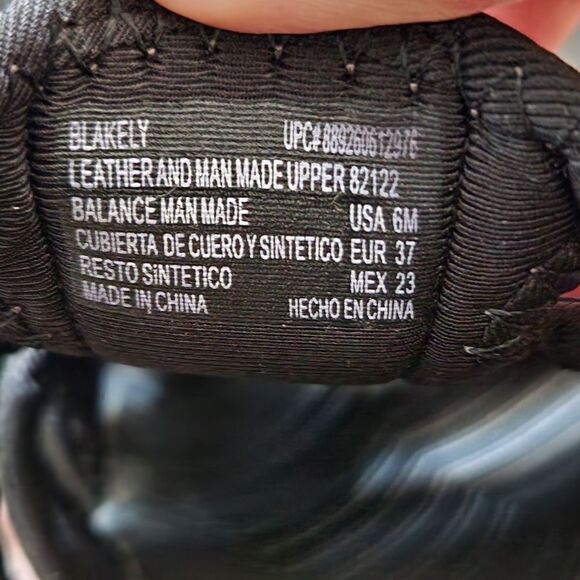 BLAKELY UPC# 889260612976
LEATHER AND MAN MADE UPPER 82122
BALANCE MAN MADE USA 6M
CUBIERTA DE CUERO Y SINTETICO EUR 37
RESTO SINTETICO MEX 23
MADE IN CHINA HECHO EN CHINA